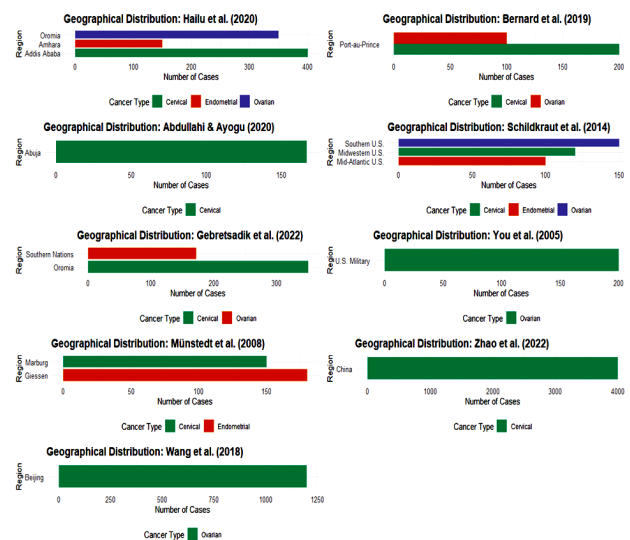 Geographical Distribution: Hailu et al. (2020)
Region
Oromia
Amhara
Addis Ababa
0 100 200 300 400
Number of Cases
Cancer Type Cervical Endometrial Ovarian
Geographical Distribution: Bernard et al. (2019)
Region
Port-au-Prince
0 50 100 150 200
Number of Cases
Cancer Type Cervical Ovarian
Geographical Distribution: Abdullahi & Ayogu (2020)
Region
Abuja
0 50 100 150
Number of Cases
Cancer Type Cervical
Geographical Distribution: Schildkraut et al. (2014)
Region
Southern U.S.
Midwestern U.S.
Mid-Atlantic U.S.
0 50 100 150
Number of Cases
Cancer Type Cervical Endometrial Ovarian
Geographical Distribution: Gebretsadik et al. (2022)
Region
Southern Nations
Oromia
0 100 200 300
Number of Cases
Cancer Type Cervical Ovarian
Geographical Distribution: You et al. (2005)
Region
U.S. Military
0 50 100 150 200
Number of Cases
Cancer Type Ovarian
Geographical Distribution: Münstedt et al. (2008)
Region
Marburg
Giessen
0 50 100 150
Number of Cases
Cancer Type Cervical Endometrial
Geographical Distribution: Zhao et al. (2022)
Region
China
0 1000 2000 3000 4000
Number of Cases
Cancer Type Cervical
Geographical Distribution: Wang et al. (2018)
Region
Beijing
0 250 500 750 1000 1250
Number of Cases
Cancer Type Ovarian